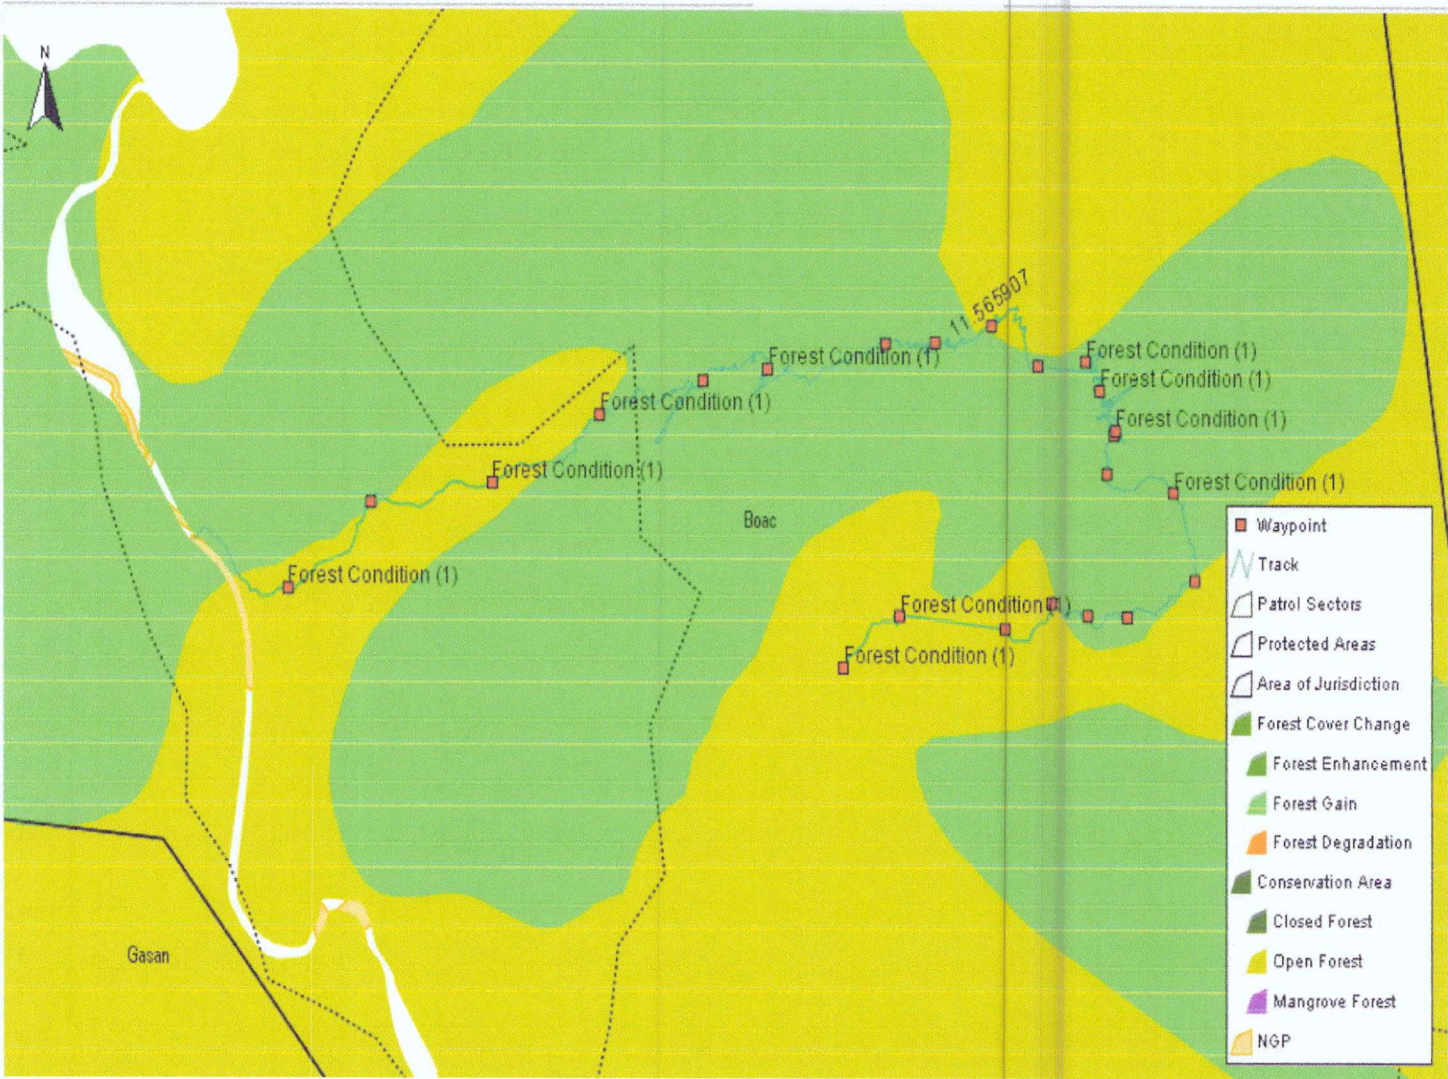 N
11.565907
Forest Condition (1)
Forest Condition (1)
Forest Condition (1)
Forest Condition (1)
Forest Condition (1)
Forest Condition (1)
Forest Condition (1)
Boac
Forest Condition (1)
Forest Condition (1)
Forest Condition (1)
Gasan
Waypoint
Track
Patrol Sectors
Protected Areas
Area of Jurisdiction
Forest Cover Change
Forest Enhancement
Forest Gain
Forest Degradation
Conservation Area
Closed Forest
Open Forest
Mangrove Forest
NGP